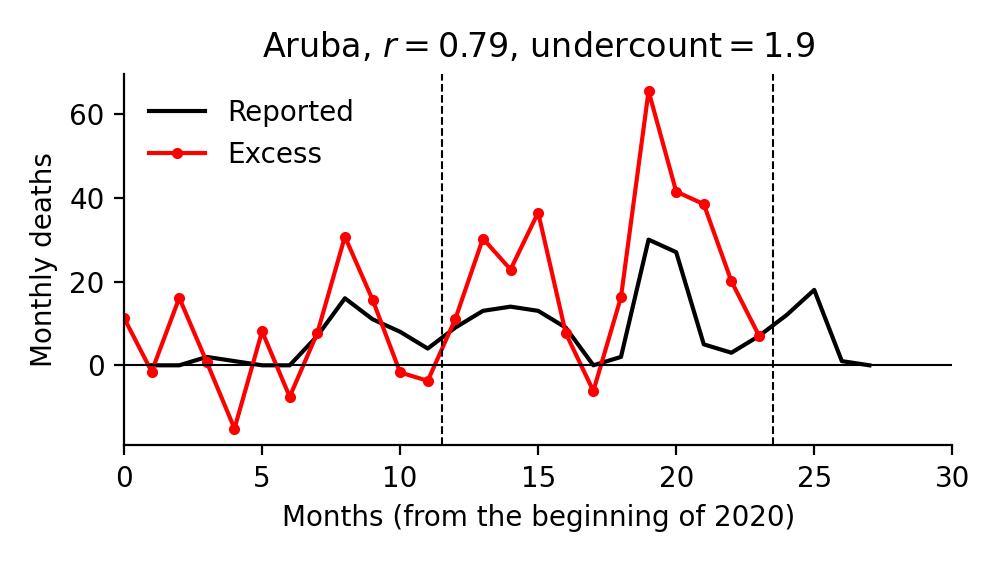 Aruba, r = 0.79, undercount = 1.9
Reported
Excess
60
40
20
0
Monthly deaths
0 5 10 15 20 25 30
Months (from the beginning of 2020)